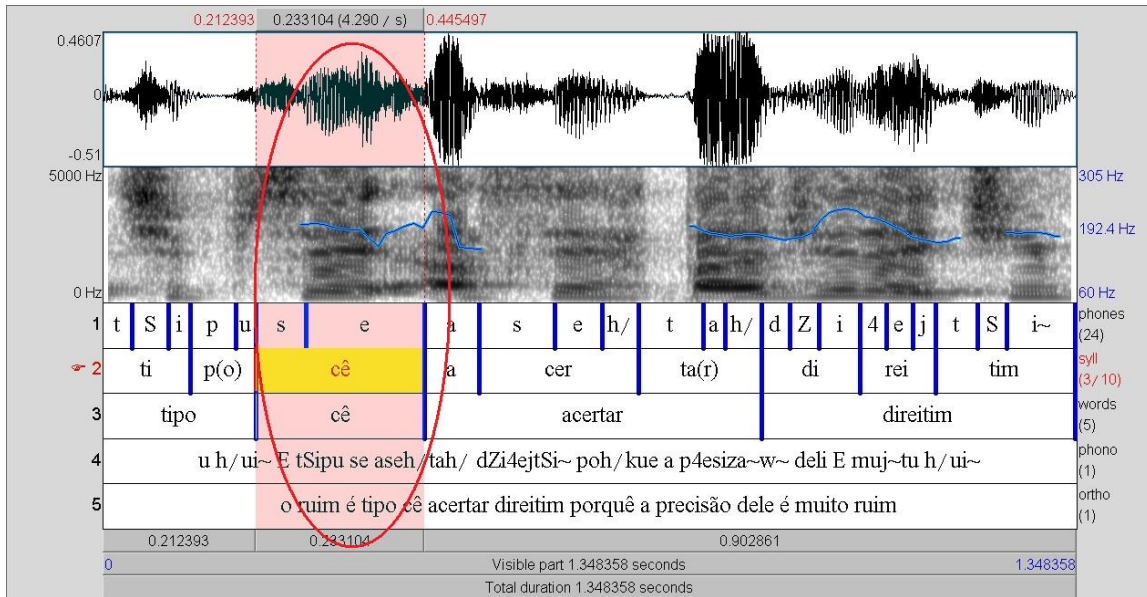 0.212393 0.233104 (4.290 / s) 0.445497
0.4607
0
-0.51
5000 Hz 305 Hz
192.4 Hz
0 Hz 60 Hz
1 t S i p u s e a s e h/ t a h/ d Z i 4 e j t S i~ phones (24)
2 ti p(o) cê a cer ta(r) di rei tim syll (3/10)
3 tipo cê acertar direitim words (5)
4 u h/ui~ E tSipu se aseh/tah/ dZi4ejtSi~ poh/kue a p4esiza~w~ deli E muj~tu h/ui~ phono (1)
5 o ruim é tipo cê acertar direitim porquê a precisão dele é muito ruim ortho (1)
0.212393 0.233104 0.902861
0 Visible part 1.348358 seconds 1.348358
Total duration 1.348358 seconds